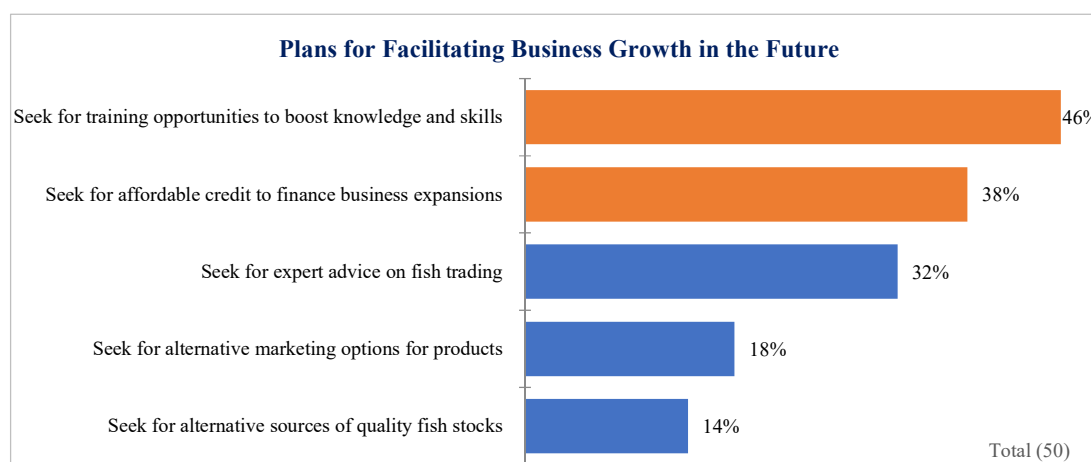 Plans for Facilitating Business Growth in the Future
Seek for training opportunities to boost knowledge and skills
46%
Seek for affordable credit to finance business expansions
38%
Seek for expert advice on fish trading
32%
Seek for alternative marketing options for products
18%
Seek for alternative sources of quality fish stocks
14%
Total (50)